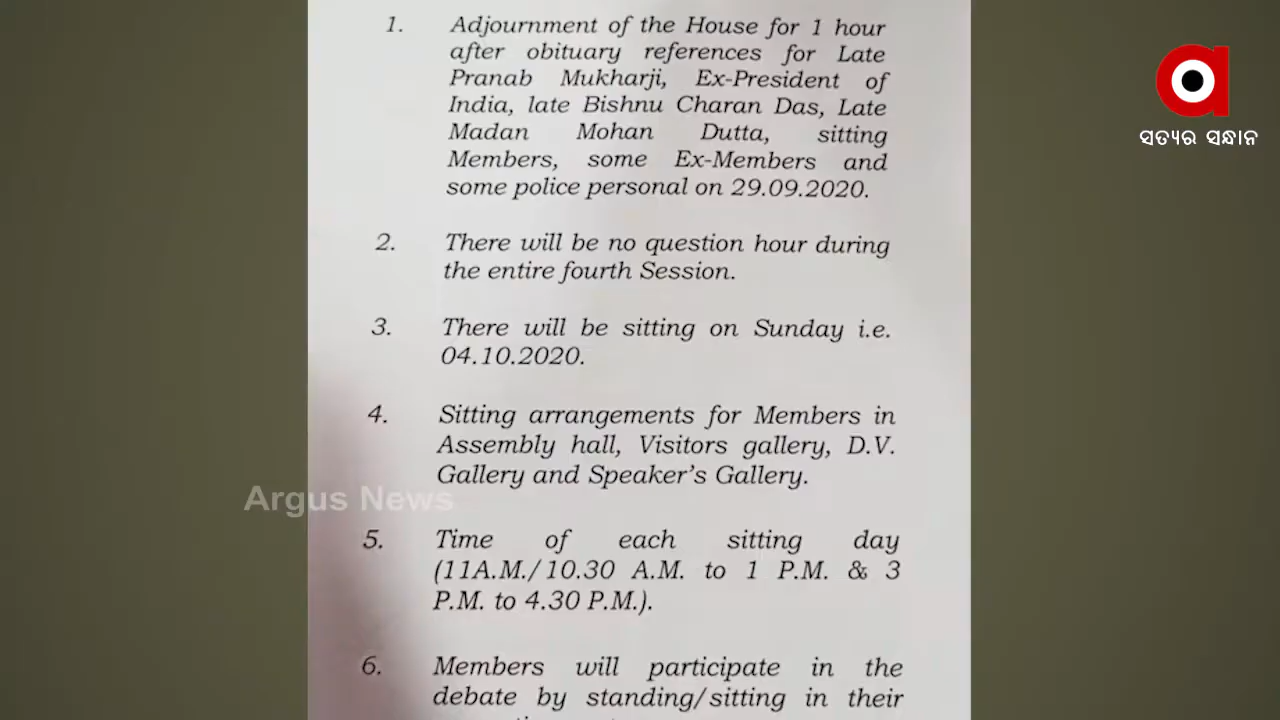 1. Adjournment of the House for 1 hour
after obituary references for Late
Pranab Mukharji, Ex-President of
India, late Bishnu Charan Das, Late
Madan Mohan Dutta, sitting
Members, some Ex-Members and
some police personal on 29.09.2020.
2. There will be no question hour during
the entire fourth Session.
3. There will be sitting on Sunday i.e.
04.10.2020.
4. Sitting arrangements for Members in
Assembly hall, Visitors gallery, D.V.
Gallery and Speaker's Gallery.
5. Time of each sitting day
(11A.M./10.30 A.M. to 1 P.M. & 3
P.M. to 4.30 P.M.).
6. Members will participate in the
debate by standing/sitting in their
ସତ୍ୟର ସନ୍ଧାନ
Argus News